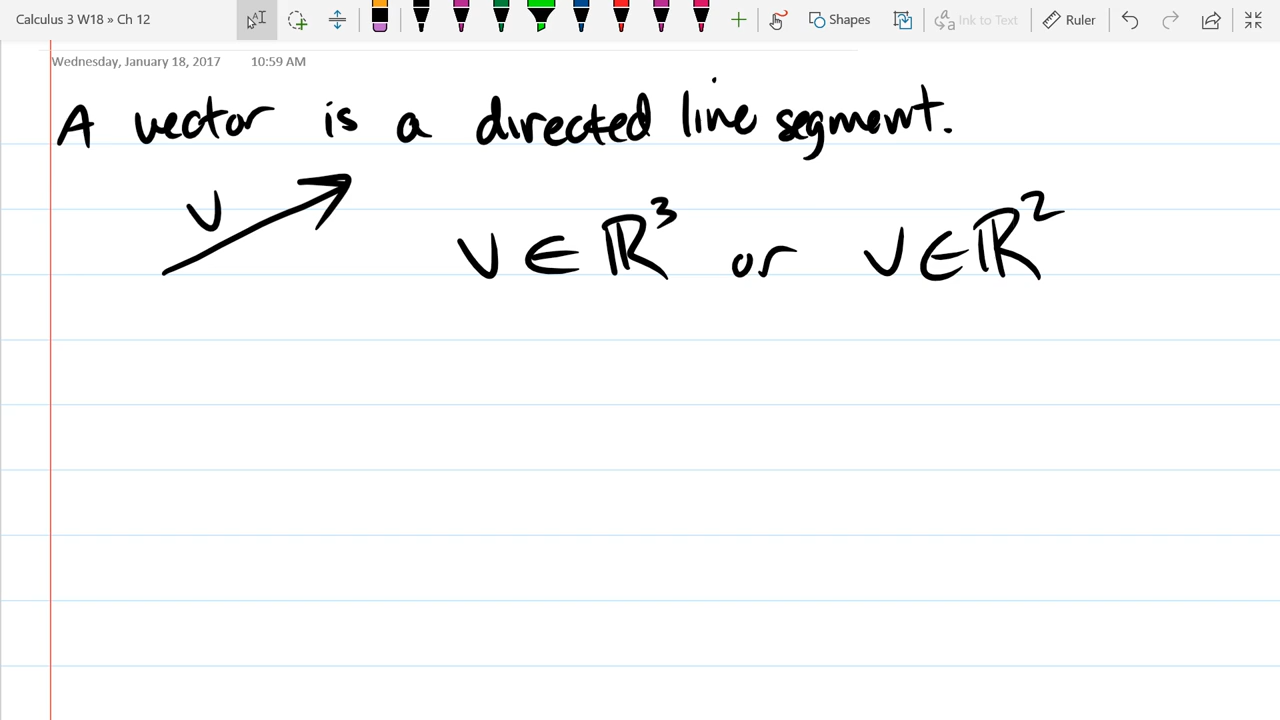 Calculus 3 W18 » Ch 12
Shapes
Link to Text
Ruler
Wednesday, January 18, 2017 10:59 AM
A vector is a directed line segment.
V
V ∈ ℝ³ or V ∈ ℝ²